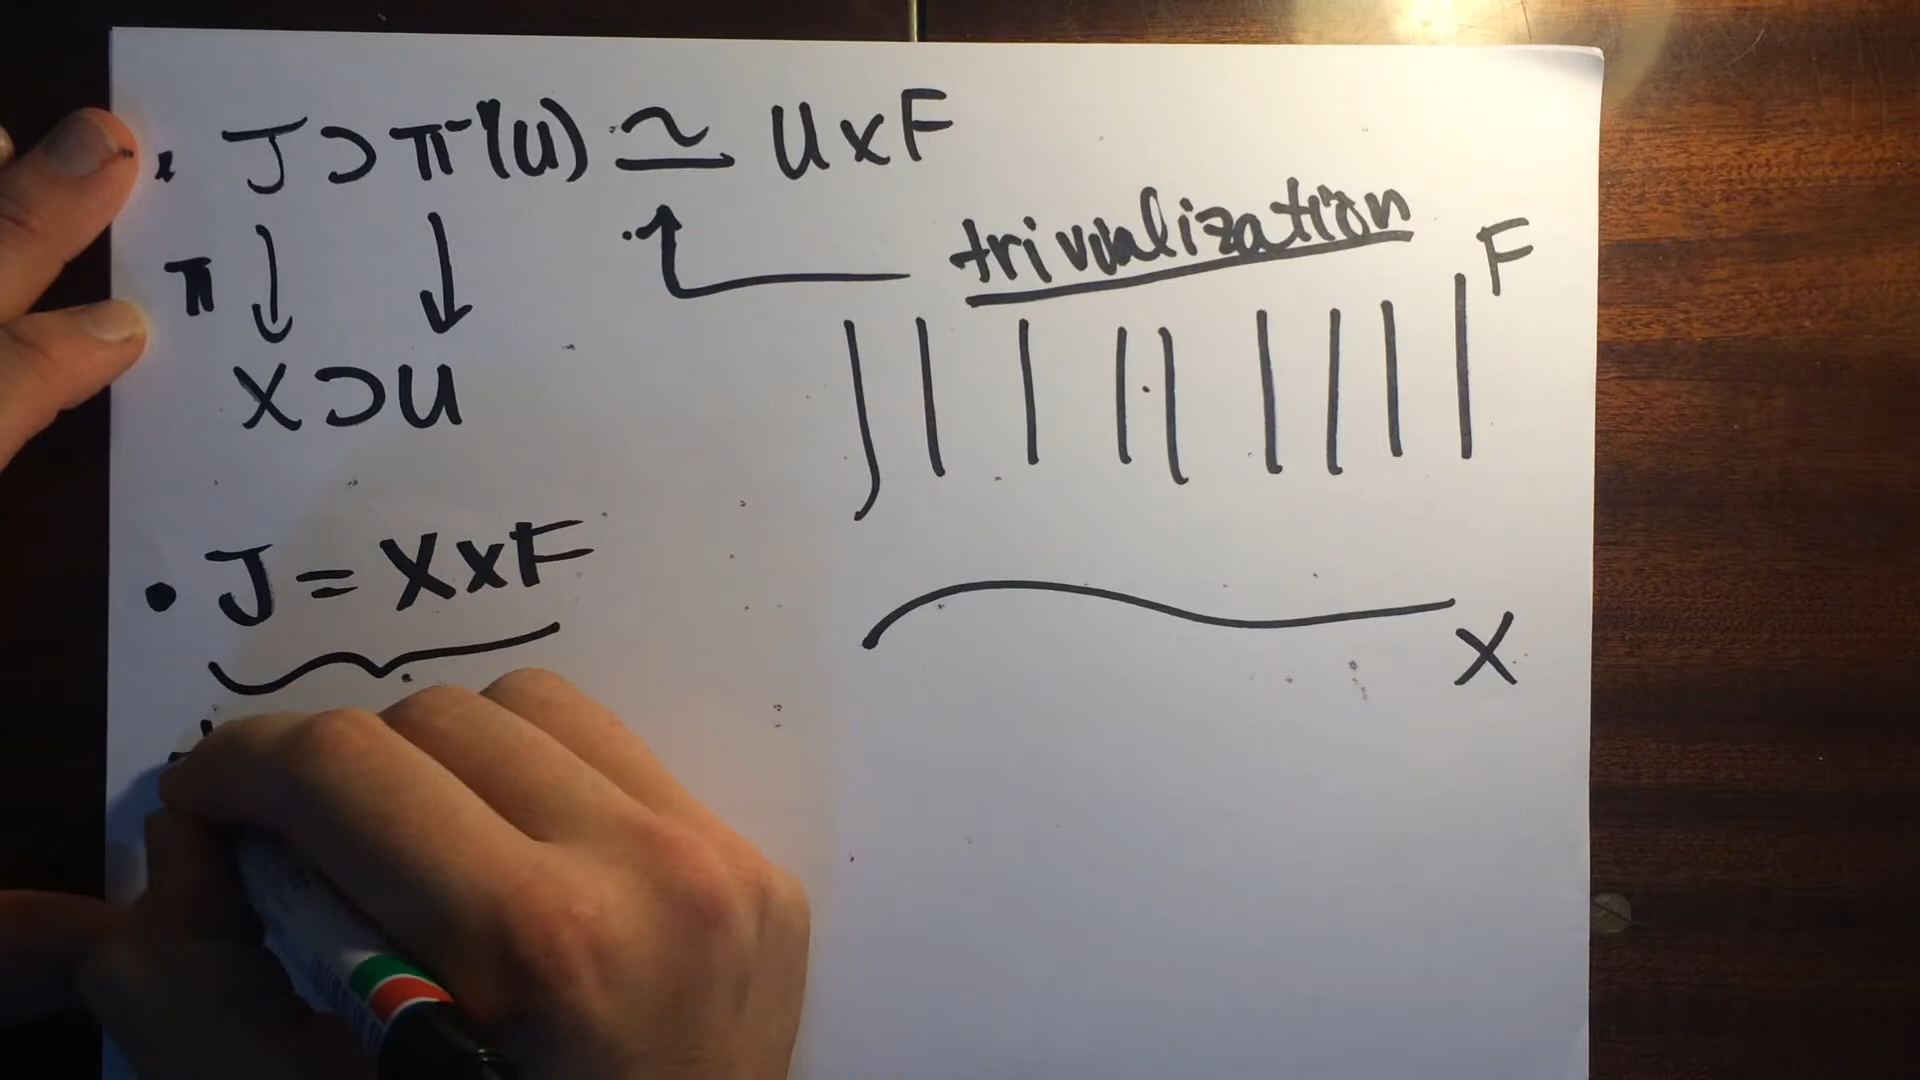 • J ⊃ π⁻¹(U) ≃ U x F
trivialization
π
F
X ⊃ U
• J = X x F
X